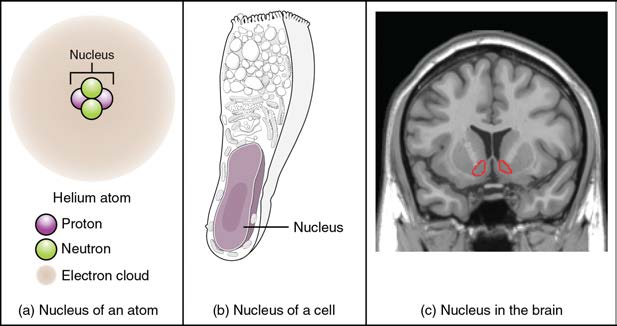 Nucleus
Helium atom
Proton
Neutron
Electron cloud
(a) Nucleus of an atom
Nucleus
(b) Nucleus of a cell
(c) Nucleus in the brain